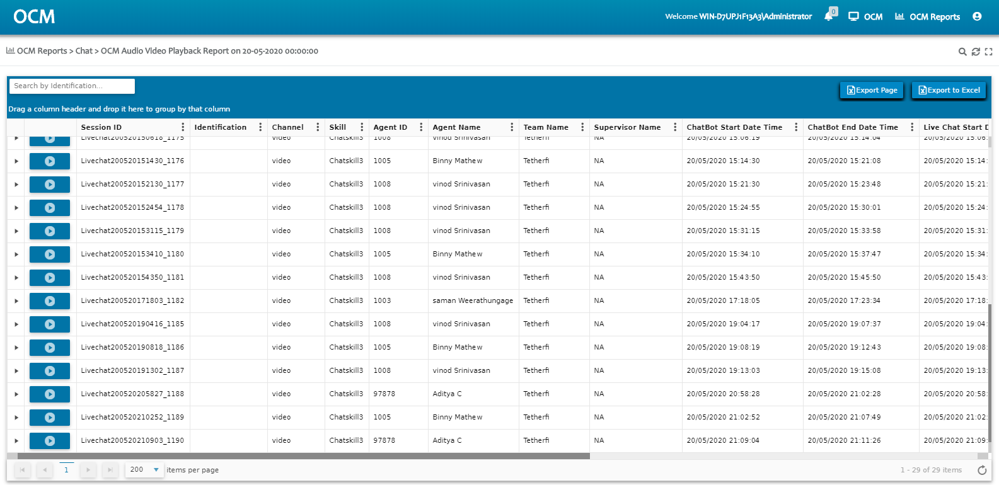 OCM
Welcome WIN-D7UPJ1F13A3\Administrator 0 OCM OCM Reports
OCM Reports > Chat > OCM Audio Video Playback Report on 20-05-2020 00:00:00
Search by Identification... Export Page Export to Excel
Drag a column header and drop it here to group by that column
Session ID Identification Channel Skill Agent ID Agent Name Team Name Supervisor Name ChatBot Start Date Time ChatBot End Date Time Live Chat Start D
Livechat200520150618_1175 video Chatskill3 1008 vinod Srinivasan Tetherfi NA 20/05/2020 15:06:19 20/05/2020 15:14:04 20/05/2020 15:06:
Livechat200520151430_1176 video Chatskill3 1005 Binny Mathew Tetherfi NA 20/05/2020 15:14:30 20/05/2020 15:21:08 20/05/2020 15:14:
Livechat200520152130_1177 video Chatskill3 1008 vinod Srinivasan Tetherfi NA 20/05/2020 15:21:30 20/05/2020 15:23:48 20/05/2020 15:21:
Livechat200520152454_1178 video Chatskill3 1008 vinod Srinivasan Tetherfi NA 20/05/2020 15:24:55 20/05/2020 15:30:01 20/05/2020 15:24:
Livechat200520153115_1179 video Chatskill3 1008 vinod Srinivasan Tetherfi NA 20/05/2020 15:31:15 20/05/2020 15:33:58 20/05/2020 15:31:
Livechat200520153410_1180 video Chatskill3 1005 Binny Mathew Tetherfi NA 20/05/2020 15:34:10 20/05/2020 15:37:47 20/05/2020 15:34:
Livechat200520154350_1181 video Chatskill3 1008 vinod Srinivasan Tetherfi NA 20/05/2020 15:43:50 20/05/2020 15:45:50 20/05/2020 15:43:
Livechat200520171803_1182 video Chatskill3 1003 saman Weerathungage Tetherfi NA 20/05/2020 17:18:05 20/05/2020 17:23:34 20/05/2020 17:18:
Livechat200520190416_1185 video Chatskill3 1008 vinod Srinivasan Tetherfi NA 20/05/2020 19:04:17 20/05/2020 19:07:37 20/05/2020 19:04:
Livechat200520190818_1186 video Chatskill3 1005 Binny Mathew Tetherfi NA 20/05/2020 19:08:19 20/05/2020 19:12:43 20/05/2020 19:08:
Livechat200520191302_1187 video Chatskill3 1008 vinod Srinivasan Tetherfi NA 20/05/2020 19:13:03 20/05/2020 19:15:08 20/05/2020 19:13:
Livechat200520205827_1188 video Chatskill3 97878 Aditya C Tetherfi NA 20/05/2020 20:58:28 20/05/2020 21:02:28 20/05/2020 20:58:
Livechat200520210252_1189 video Chatskill3 1005 Binny Mathew Tetherfi NA 20/05/2020 21:02:52 20/05/2020 21:07:49 20/05/2020 21:02:
Livechat200520210903_1190 video Chatskill3 97878 Aditya C Tetherfi NA 20/05/2020 21:09:04 20/05/2020 21:11:26 20/05/2020 21:09:
1 200 items per page 1 - 29 of 29 items